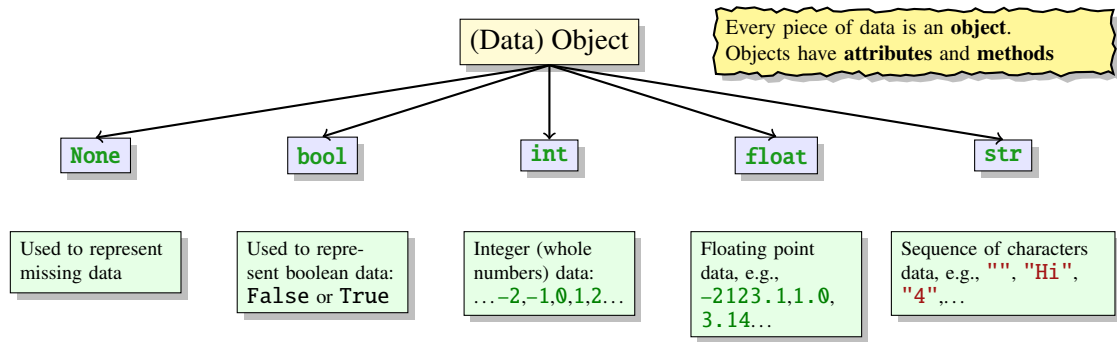 (Data) Object
Every piece of data is an object.
Objects have attributes and methods
None
bool
int
float
str
Used to represent
missing data
Used to repre-
sent boolean data:
False or True
Integer (whole
numbers) data:
…-2,-1,0,1,2…
Floating point
data, e.g.,
-2123.1,1.0,
3.14…
Sequence of characters
data, e.g., "", "Hi",
"4",…